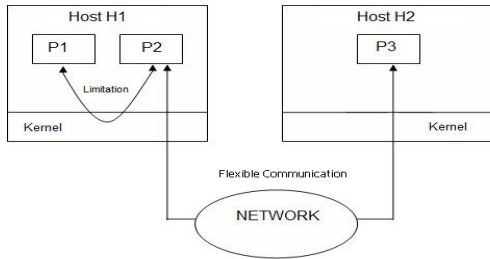 Host H1
Host H2
P1
P2
P3
Limitation
Kernel
Kernel
Flexible Communication
NETWORK